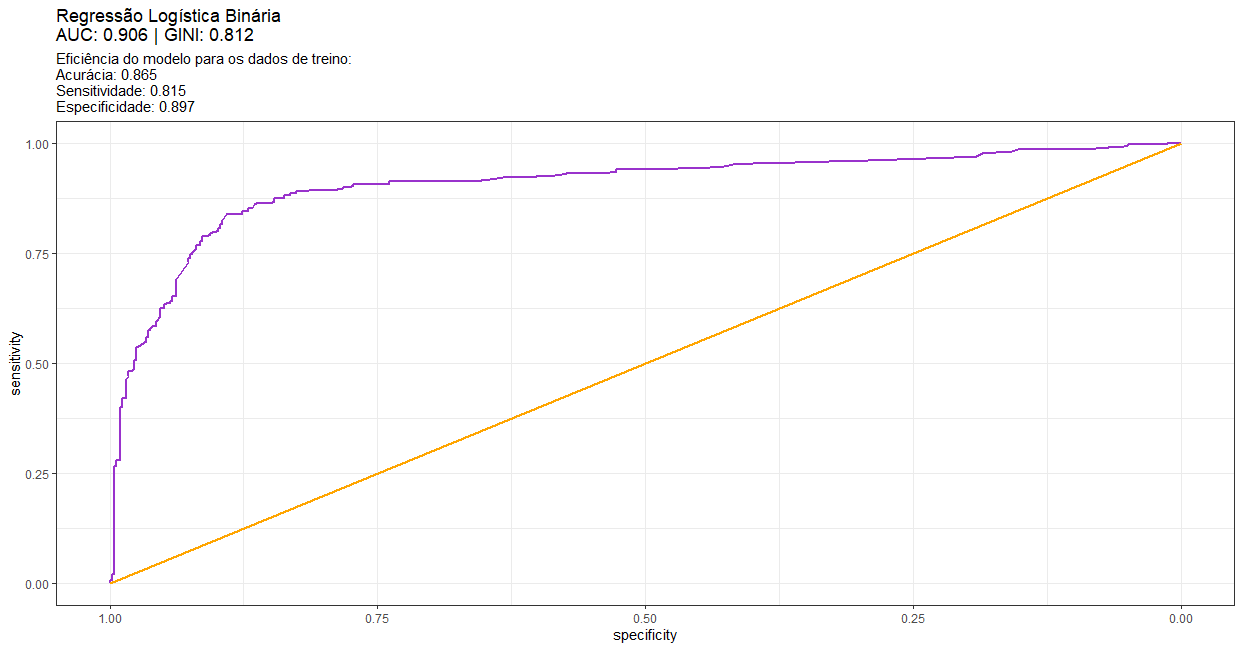 Regressão Logística Binária
AUC: 0.906 | GINI: 0.812
Eficiência do modelo para os dados de treino:
Acurácia: 0.865
Sensitividade: 0.815
Especificidade: 0.897
1.00
0.75
0.50
0.25
0.00
sensitivity
1.00
0.75
0.50
0.25
0.00
specificity